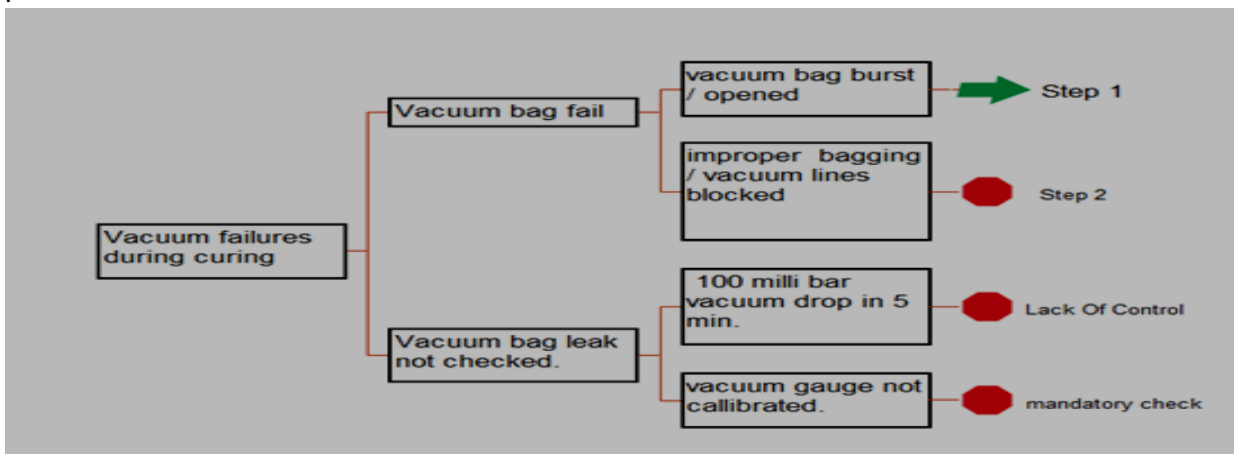 vacuum bag burst
/ opened
Step 1
Vacuum bag fail
improper bagging
/ vacuum lines
blocked
Step 2
Vacuum failures
during curing
100 milli bar
vacuum drop in 5
min.
Lack Of Control
Vacuum bag leak
not checked.
vacuum gauge not
callibrated.
mandatory check